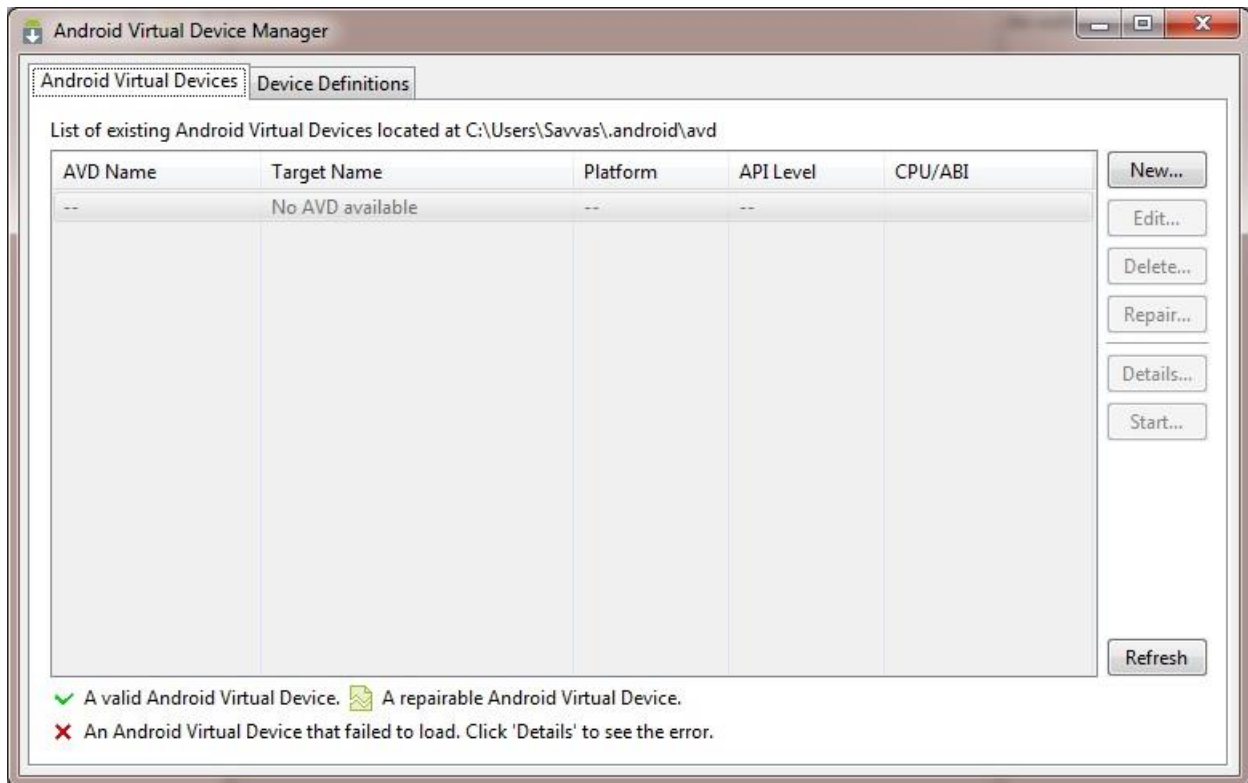 Android Virtual Device Manager
Android Virtual Devices Device Definitions
List of existing Android Virtual Devices located at C:\Users\Savvas\.android\avd
AVD Name Target Name Platform API Level CPU/ABI
-- No AVD available -- --
New...
Edit...
Delete...
Repair...
Details...
Start...
Refresh
A valid Android Virtual Device. A repairable Android Virtual Device.
An Android Virtual Device that failed to load. Click 'Details' to see the error.